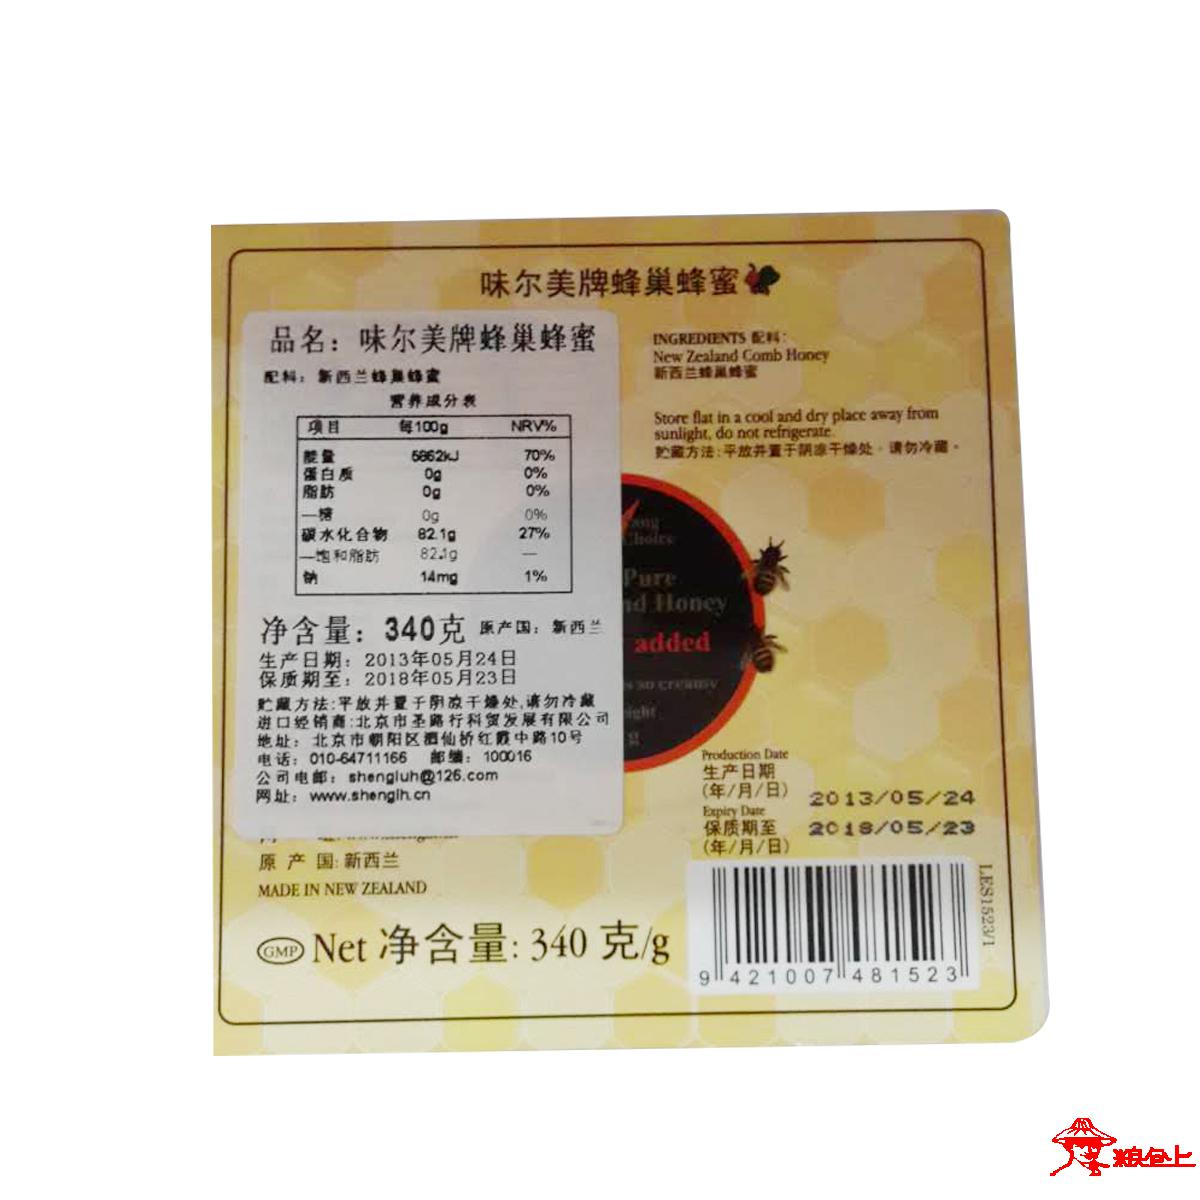 味尔美牌蜂巢蜂蜜
品名：味尔美牌蜂巢蜂蜜
配料：新西兰蜂巢蜂蜜
营养成分表
项目 每100g NRV%
能量 5862kJ 70%
蛋白质 0g 0%
脂肪 0g 0%
—糖 0g 0%
碳水化合物 82.1g 27%
—饱和脂肪 82.1g —
钠 14mg 1%
净含量：340克 原产国：新西兰
生产日期：2013年05月24日
保质期至：2018年05月23日
贮藏方法:平放并置于阴凉干燥处,请勿冷藏
进口经销商:北京市圣路行科贸发展有限公司
地址：北京市朝阳区酒仙桥红霞中路10号
电话：010-64711166 邮编：100016
公司电邮：shengluh@126.com
网址：www.shenglh.cn
原产国:新西兰
MADE IN NEW ZEALAND
GMP Net 净含量: 340 克/g
INGREDIENTS 配料：
New Zealand Comb Honey
新西兰蜂巢蜂蜜
Store flat in a cool and dry place away from
sunlight, do not refrigerate.
贮藏方法:平放并置于阴凉干燥处，请勿冷藏。
Choice
Pure
Honey
added
so creamy
Production Date
生产日期
(年/月/日) 2013/05/24
Expiry Date
保质期至 2018/05/23
(年/月/日)
LES1523/1
9 421007 481523
粮仓上